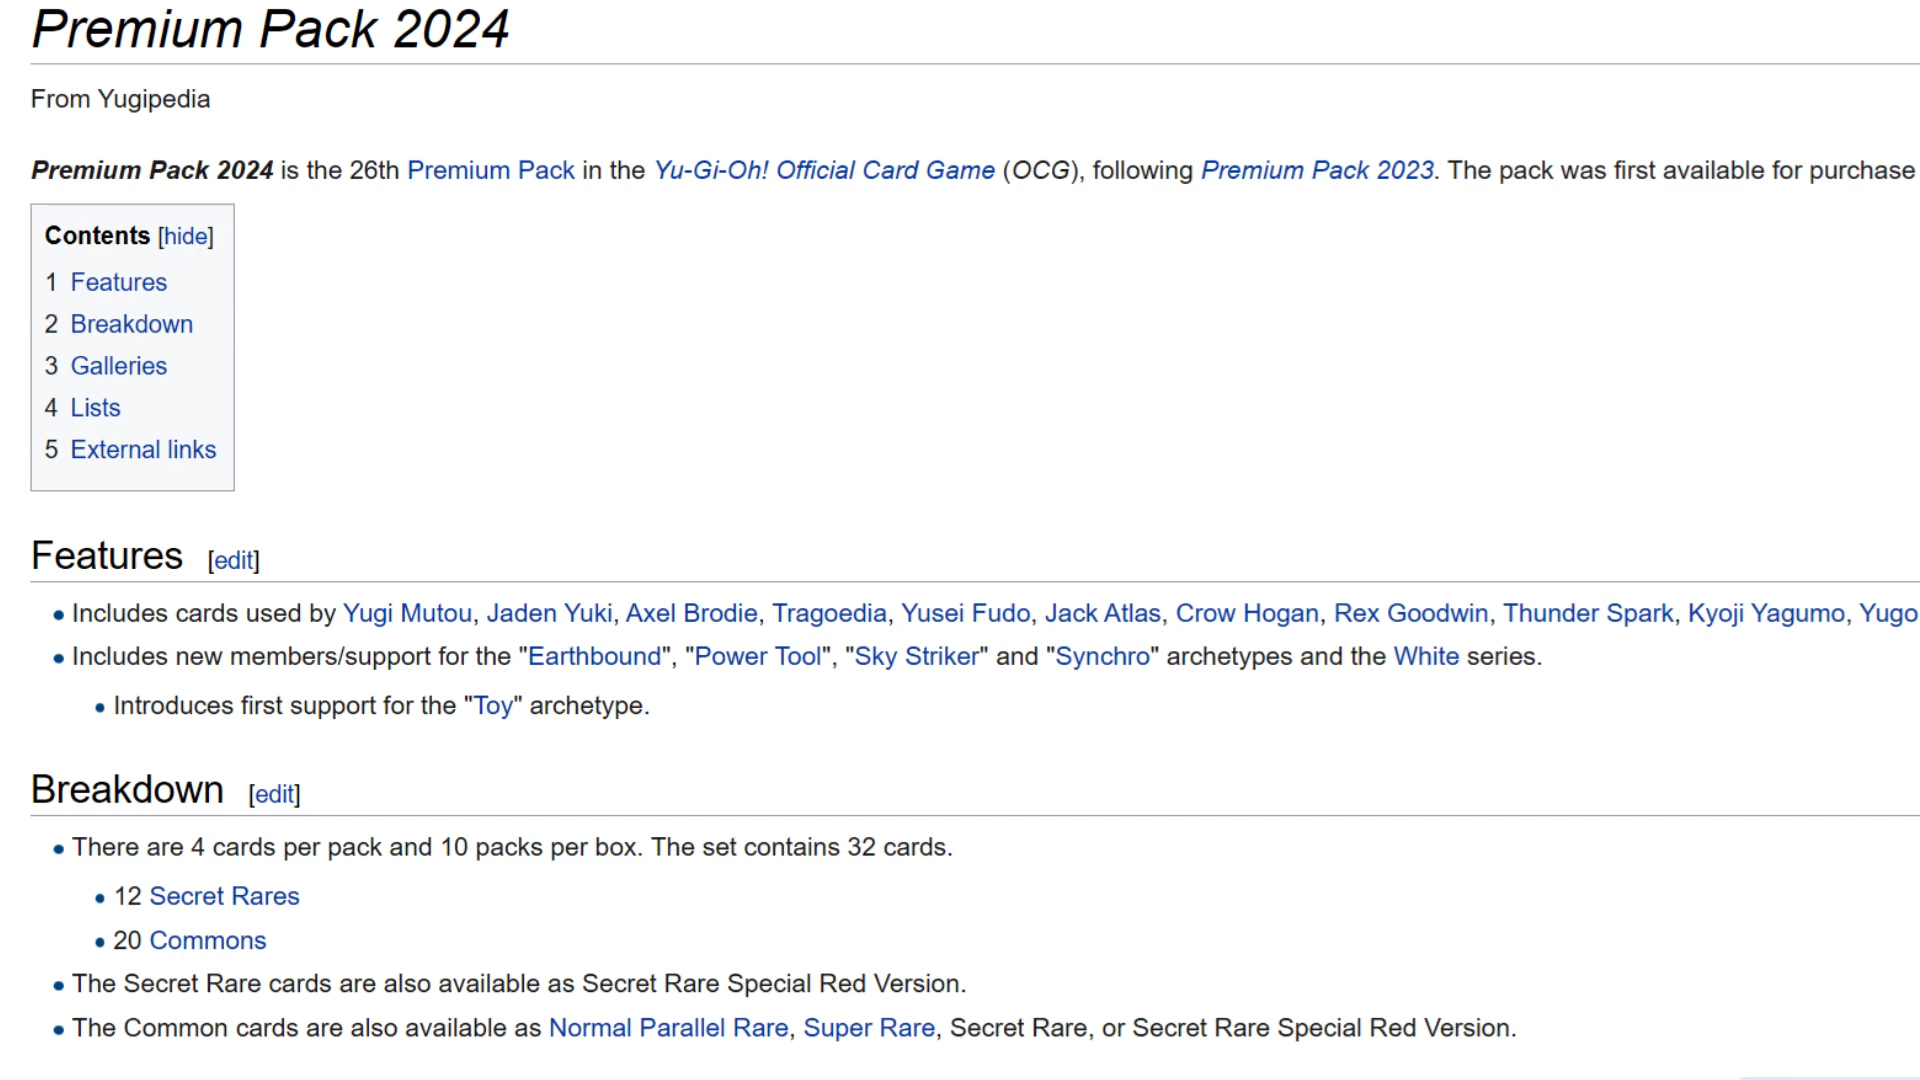 Premium Pack 2024
From Yugipedia
Premium Pack 2024 is the 26th Premium Pack in the Yu-Gi-Oh! Official Card Game (OCG), following Premium Pack 2023. The pack was first available for purchase
Contents [hide]
1 Features
2 Breakdown
3 Galleries
4 Lists
5 External links
Features [edit]
• Includes cards used by Yugi Mutou, Jaden Yuki, Axel Brodie, Tragoedia, Yusei Fudo, Jack Atlas, Crow Hogan, Rex Goodwin, Thunder Spark, Kyoji Yagumo, Yugo
• Includes new members/support for the "Earthbound", "Power Tool", "Sky Striker" and "Synchro" archetypes and the White series.
• Introduces first support for the "Toy" archetype.
Breakdown [edit]
• There are 4 cards per pack and 10 packs per box. The set contains 32 cards.
• 12 Secret Rares
• 20 Commons
• The Secret Rare cards are also available as Secret Rare Special Red Version.
• The Common cards are also available as Normal Parallel Rare, Super Rare, Secret Rare, or Secret Rare Special Red Version.